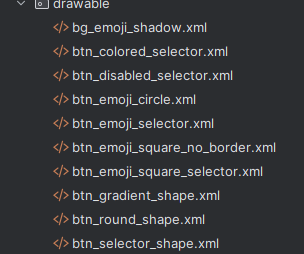 drawable
bg_emoji_shadow.xml
btn_colored_selector.xml
btn_disabled_selector.xml
btn_emoji_circle.xml
btn_emoji_selector.xml
btn_emoji_square_no_border.xml
btn_emoji_square_selector.xml
btn_gradient_shape.xml
btn_round_shape.xml
btn_selector_shape.xml